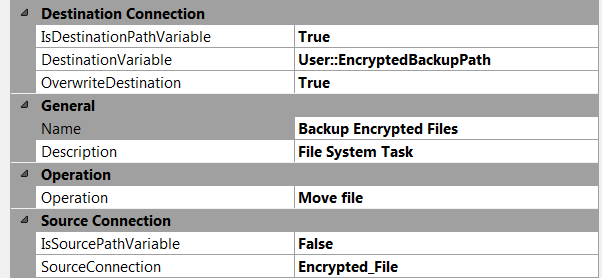 Destination Connection
IsDestinationPathVariable True
DestinationVariable User::EncryptedBackupPath
OverwriteDestination True
General
Name Backup Encrypted Files
Description File System Task
Operation
Operation Move file
Source Connection
IsSourcePathVariable False
SourceConnection Encrypted_File